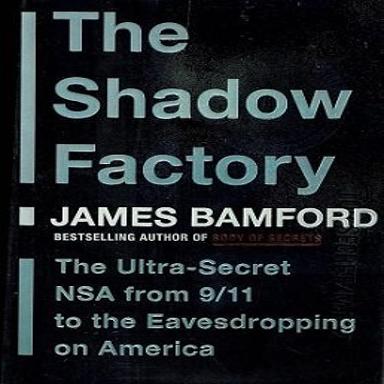 The
Shadow
Factory
JAMES BAMFORD
BESTSELLING AUTHOR OF BODY OF SECRETS
The Ultra-Secret
NSA from 9/11
to the Eavesdropping
on America